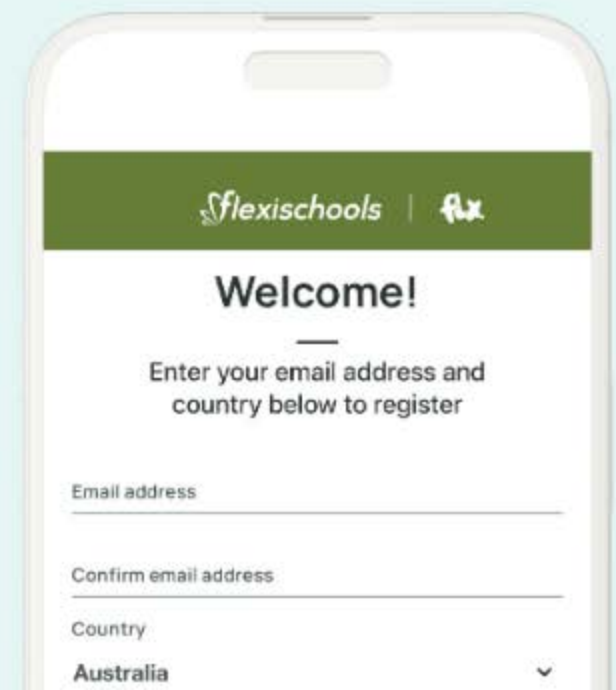 flexischools | flx
Welcome!
Enter your email address and
country below to register
Email address
Confirm email address
Country
Australia